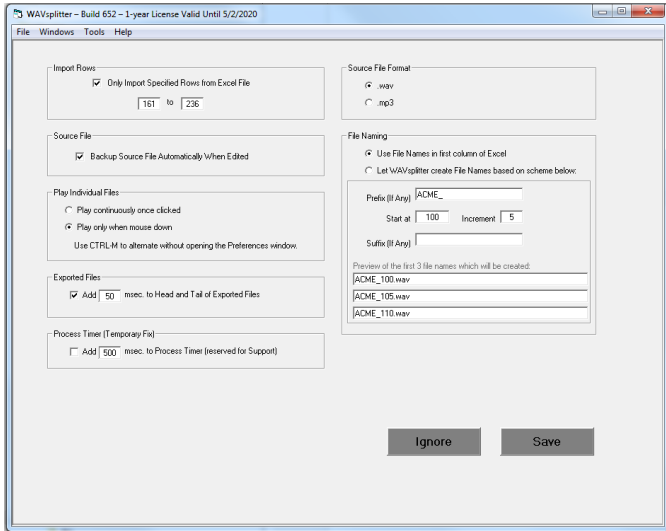 WAVsplitter – Build 652 – 1-year License Valid Until 5/2/2020
File Windows Tools Help
Import Rows
Only Import Specified Rows from Excel File
161 to 236
Source File
Backup Source File Automatically When Edited
Play Individual Files
Play continuously once clicked
Play only when mouse down
Use CTRL-M to alternate without opening the Preferences window.
Exported Files
Add 50 msec. to Head and Tail of Exported Files
Process Timer (Temporary Fix)
Add 500 msec. to Process Timer (reserved for Support)
Source File Format
.wav
.mp3
File Naming
Use File Names in first column of Excel
Let WAVsplitter create File Names based on scheme below:
Prefix (If Any) ACME_
Start at 100 Increment 5
Suffix (If Any)
Preview of the first 3 file names which will be created:
ACME_100.wav
ACME_105.wav
ACME_110.wav
Ignore Save